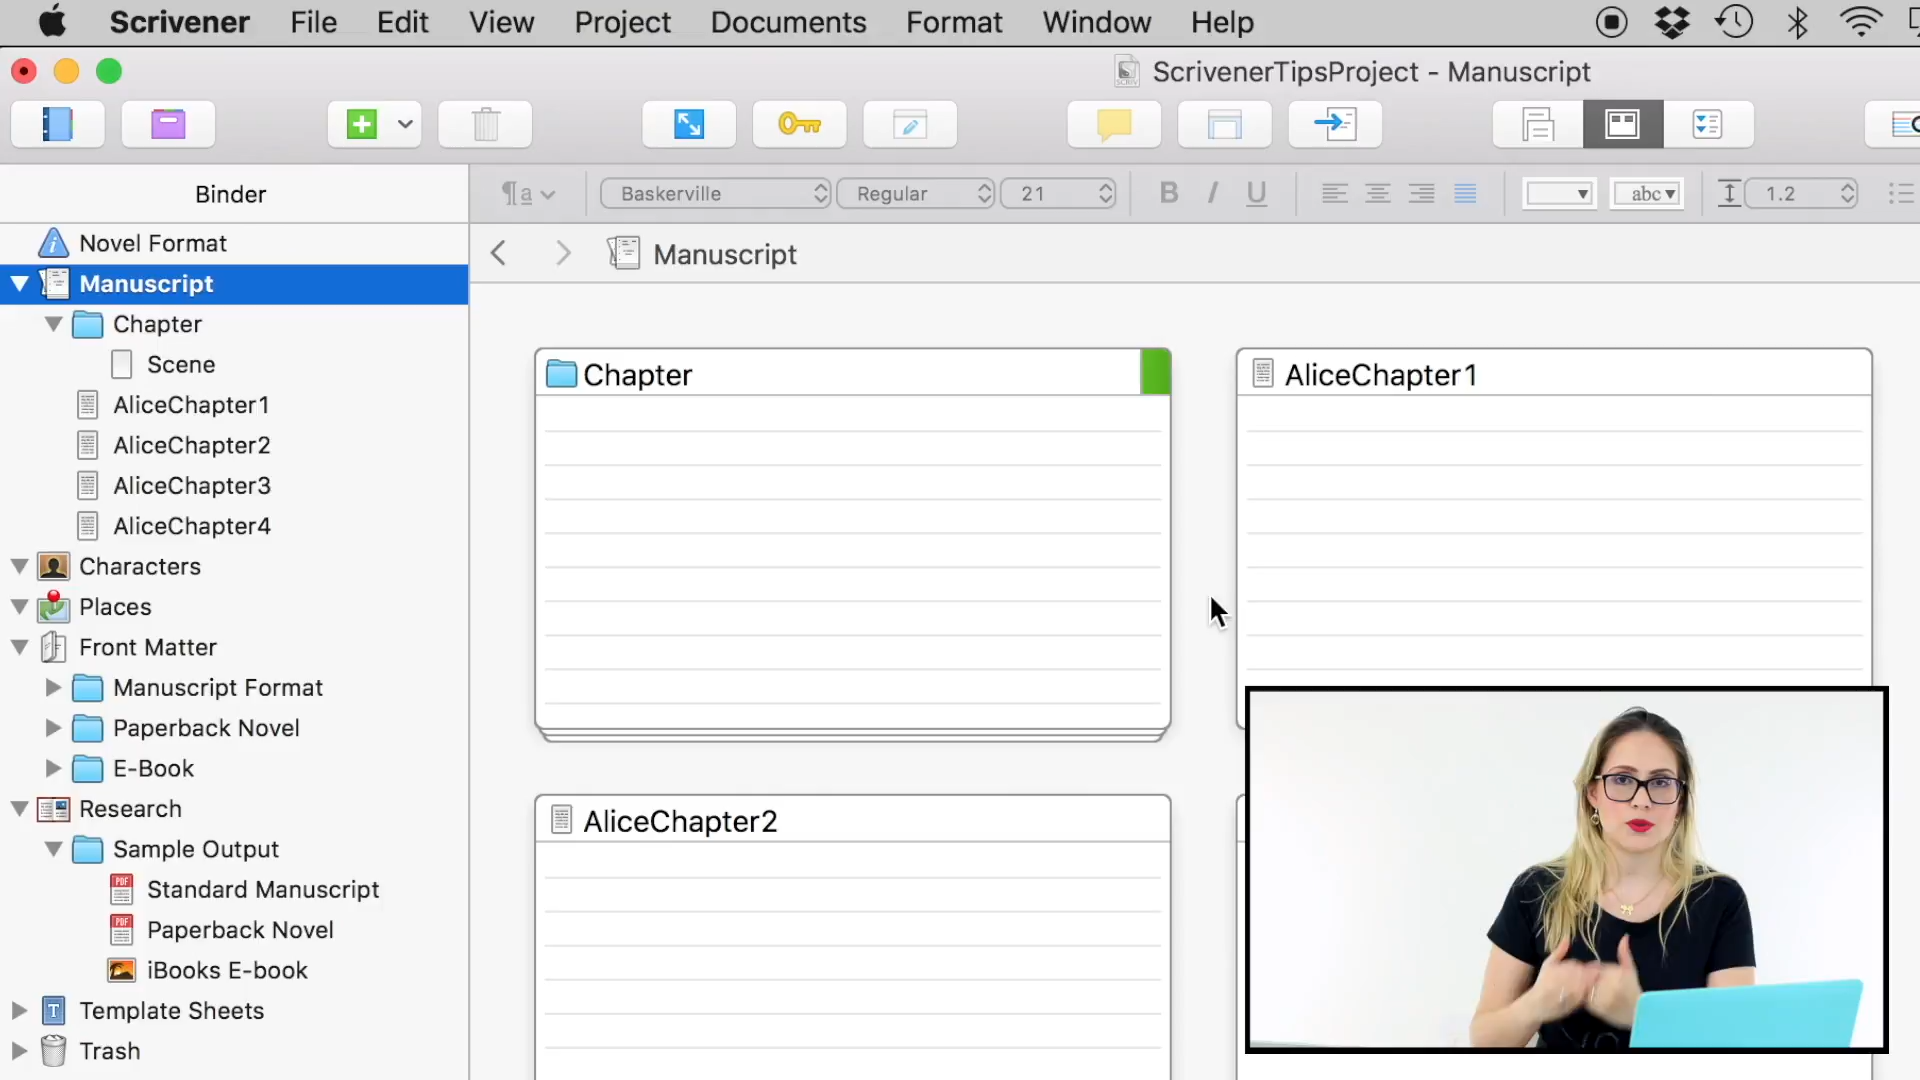 Scrivener File Edit View Project Documents Format Window Help
ScrivenerTipsProject - Manuscript
Binder
a Baskerville Regular 21 B I U abc 1.2
Novel Format
Manuscript
Manuscript
Chapter
Scene
AliceChapter1
AliceChapter2
AliceChapter3
AliceChapter4
Characters
Places
Front Matter
Manuscript Format
Paperback Novel
E-Book
Research
Sample Output
PDF Standard Manuscript
PDF Paperback Novel
iBooks E-book
T Template Sheets
Trash
Chapter
AliceChapter1
AliceChapter2